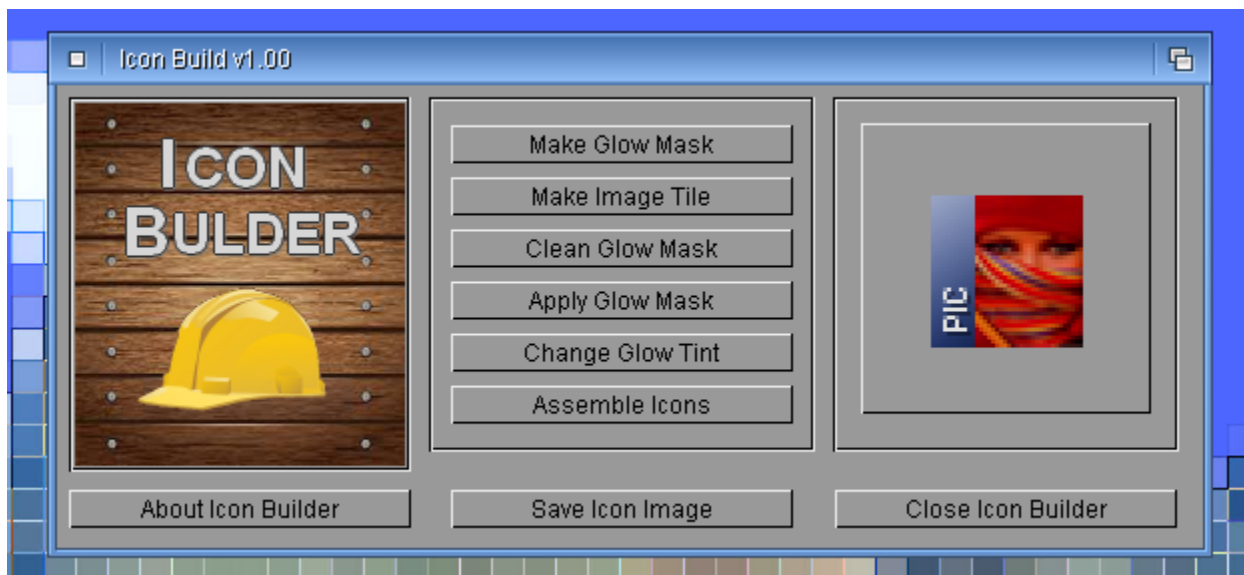 Icon Build v1.00
ICON
BULDER
Make Glow Mask
Make Image Tile
Clean Glow Mask
Apply Glow Mask
Change Glow Tint
Assemble Icons
PIC
About Icon Builder
Save Icon Image
Close Icon Builder